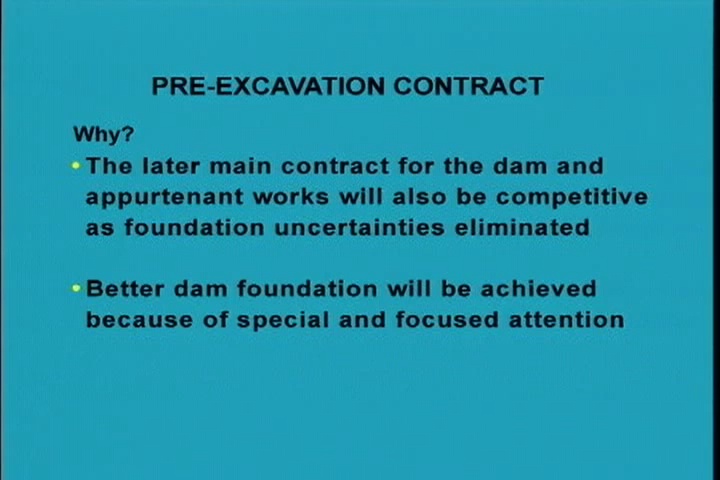 PRE-EXCAVATION CONTRACT
Why?
• The later main contract for the dam and
appurtenant works will also be competitive
as foundation uncertainties eliminated
• Better dam foundation will be achieved
because of special and focused attention